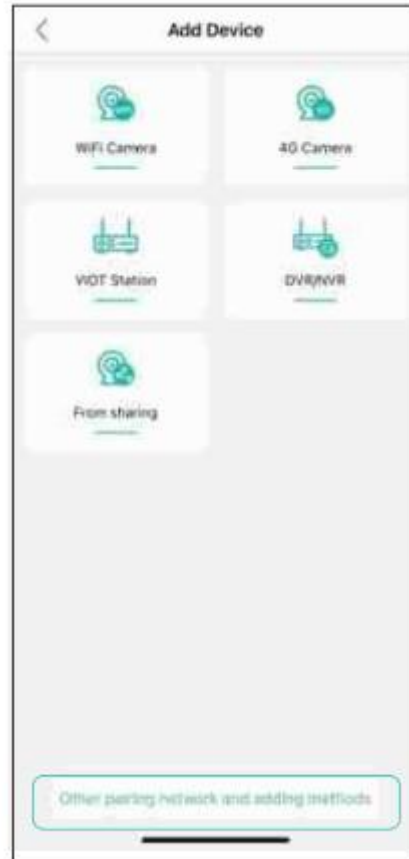 Add Device
WiFi Camera
4G Camera
VIOT Station
DVR/NVR
From sharing
Other pairing network and adding methods